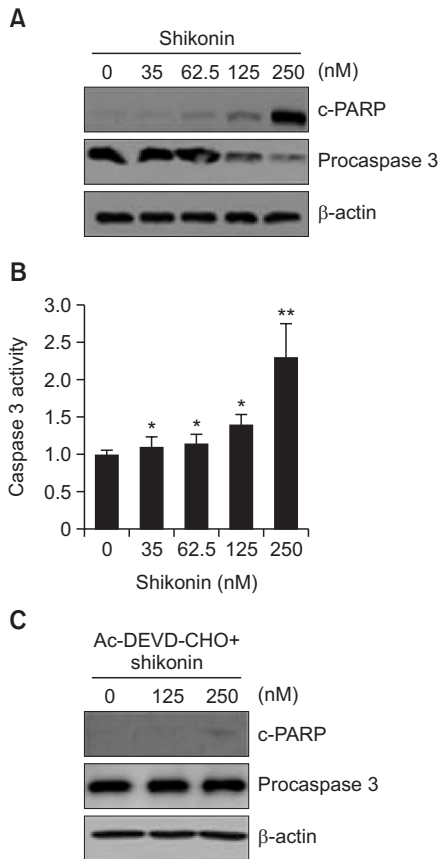 A
Shikonin
0 35 62.5 125 250 (nM)
c-PARP
Procaspase 3
β-actin
B
3.0
2.5
2.0
1.5
1.0
0.5
0
Caspase 3 activity
* * * **
0 35 62.5 125 250
Shikonin (nM)
C
Ac-DEVD-CHO+
shikonin
0 125 250 (nM)
c-PARP
Procaspase 3
β-actin